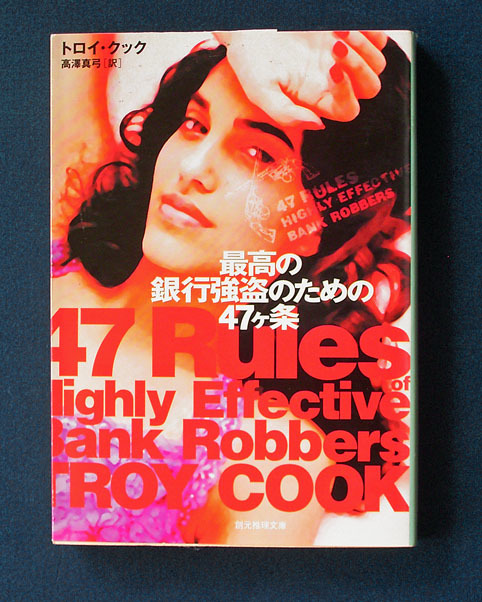 トロイ・クック
高澤真弓[訳]
47 RULES
HIGHLY EFFECTIVE
BANK ROBBERS
最高の
銀行強盗のための
47ヶ条
47 Rules
of
Highly Effective
Bank Robbers
TROY COOK
創元推理文庫